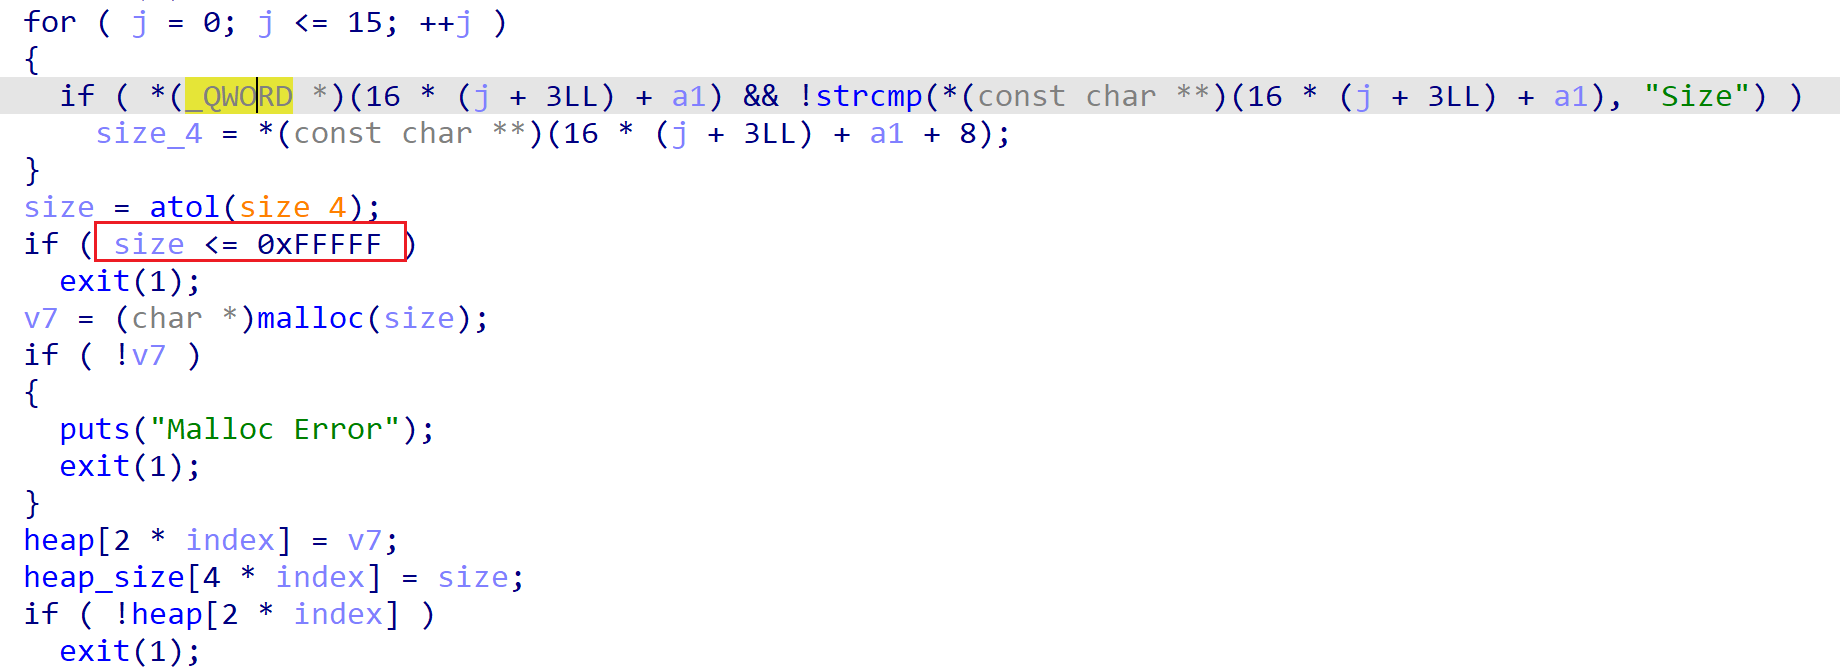 for ( j = 0; j <= 15; ++j )
{
  if ( *(_QWORD *)(16 * (j + 3LL) + a1) && !strcmp(*(const char **)(16 * (j + 3LL) + a1), "Size") )
    size_4 = *(const char **)(16 * (j + 3LL) + a1 + 8);
}
size = atol(size_4);
if ( size <= 0xFFFFF )
  exit(1);
v7 = (char *)malloc(size);
if ( !v7 )
{
  puts("Malloc Error");
  exit(1);
}
heap[2 * index] = v7;
heap_size[4 * index] = size;
if ( !heap[2 * index] )
  exit(1);